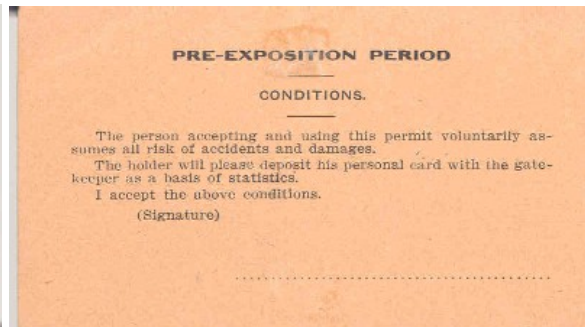 PRE-EXPOSITION PERIOD
CONDITIONS.
The person accepting and using this permit voluntarily as-
sumes all risk of accidents and damages.
The holder will please deposit his personal card with the gate-
keeper as a basis of statistics.
I accept the above conditions.
(Signature)